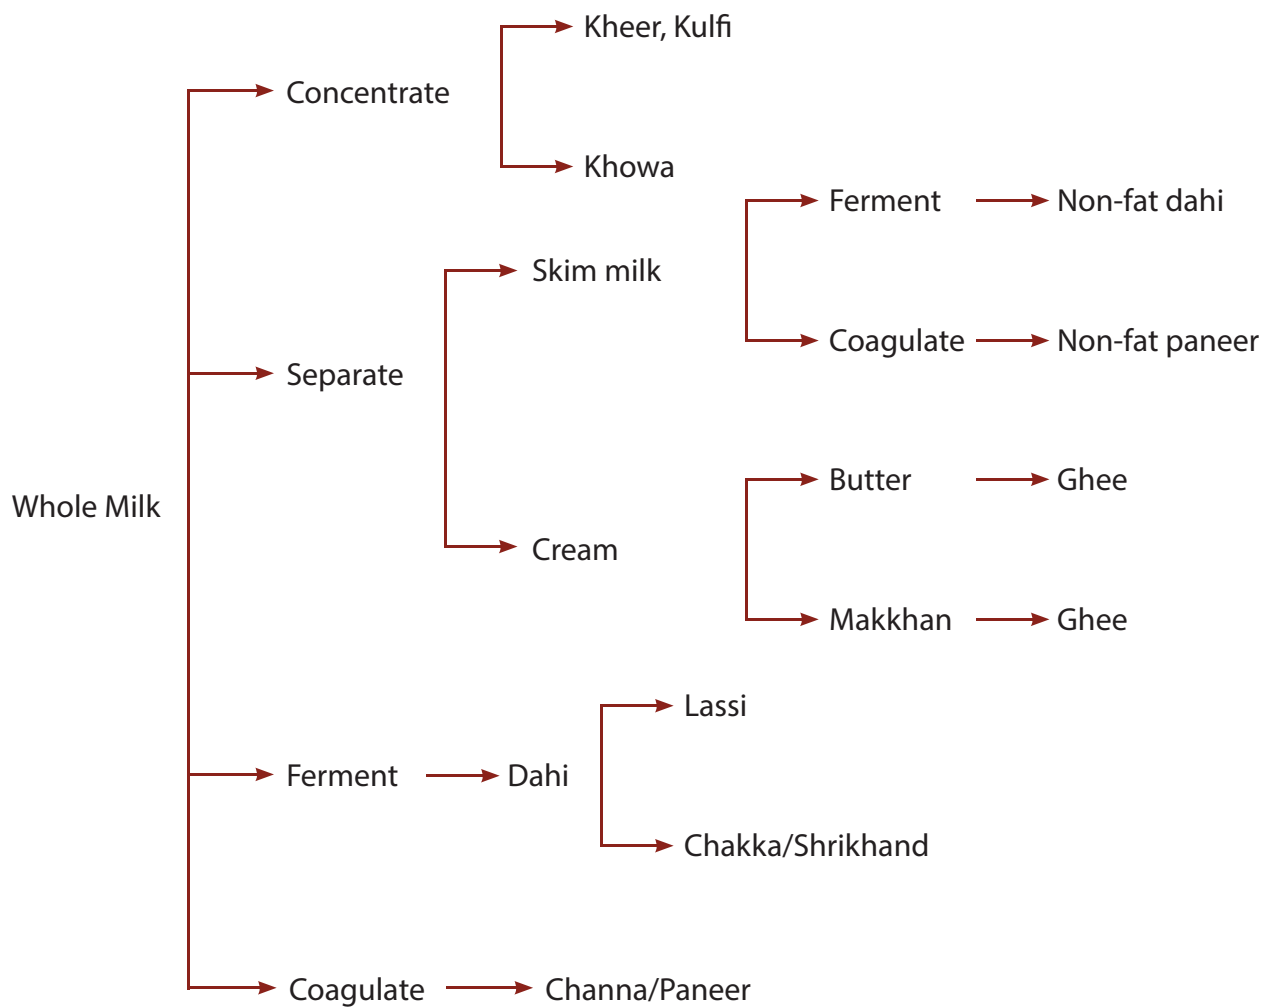 Kheer, Kulfi
Concentrate
Khowa
Ferment
Non-fat dahi
Skim milk
Coagulate
Non-fat paneer
Separate
Butter
Ghee
Whole Milk
Cream
Makkhan
Ghee
Lassi
Ferment
Dahi
Chakka/Shrikhand
Coagulate
Channa/Paneer